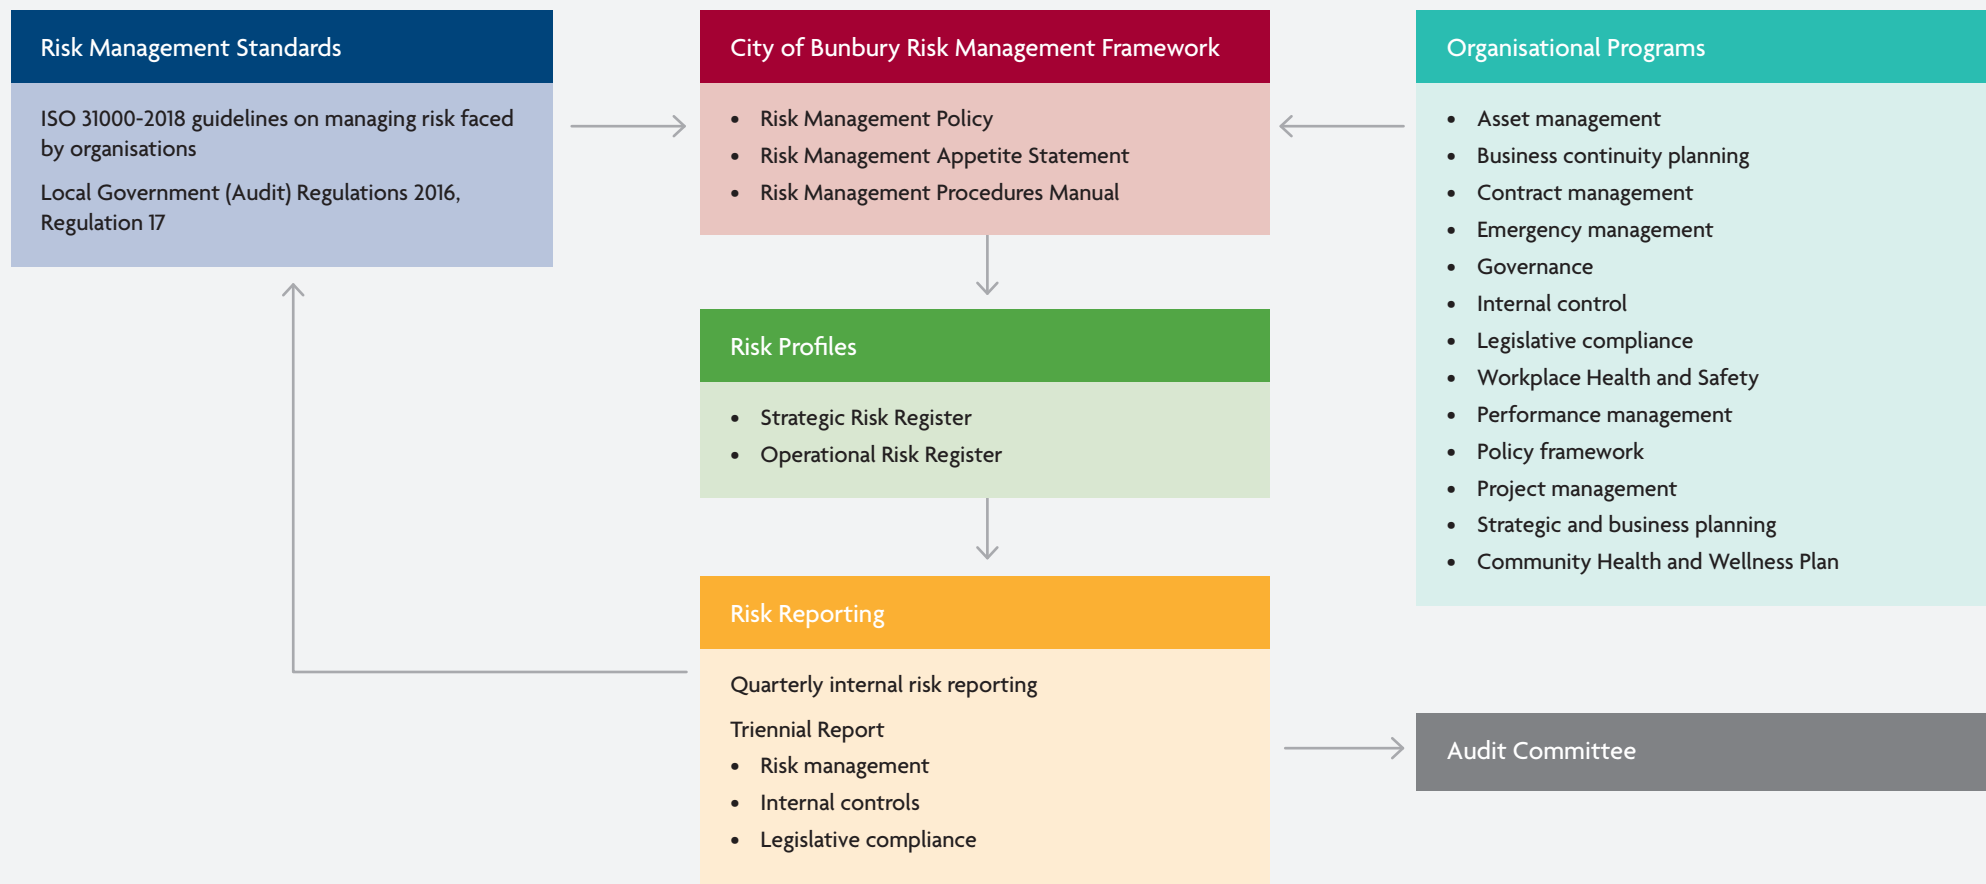 Risk Management Standards
ISO 31000-2018 guidelines on managing risk faced
by organisations
Local Government (Audit) Regulations 2016,
Regulation 17
City of Bunbury Risk Management Framework
• Risk Management Policy
• Risk Management Appetite Statement
• Risk Management Procedures Manual
Risk Profiles
• Strategic Risk Register
• Operational Risk Register
Risk Reporting
Quarterly internal risk reporting
Triennial Report
• Risk management
• Internal controls
• Legislative compliance
Organisational Programs
• Asset management
• Business continuity planning
• Contract management
• Emergency management
• Governance
• Internal control
• Legislative compliance
• Workplace Health and Safety
• Performance management
• Policy framework
• Project management
• Strategic and business planning
• Community Health and Wellness Plan
Audit Committee